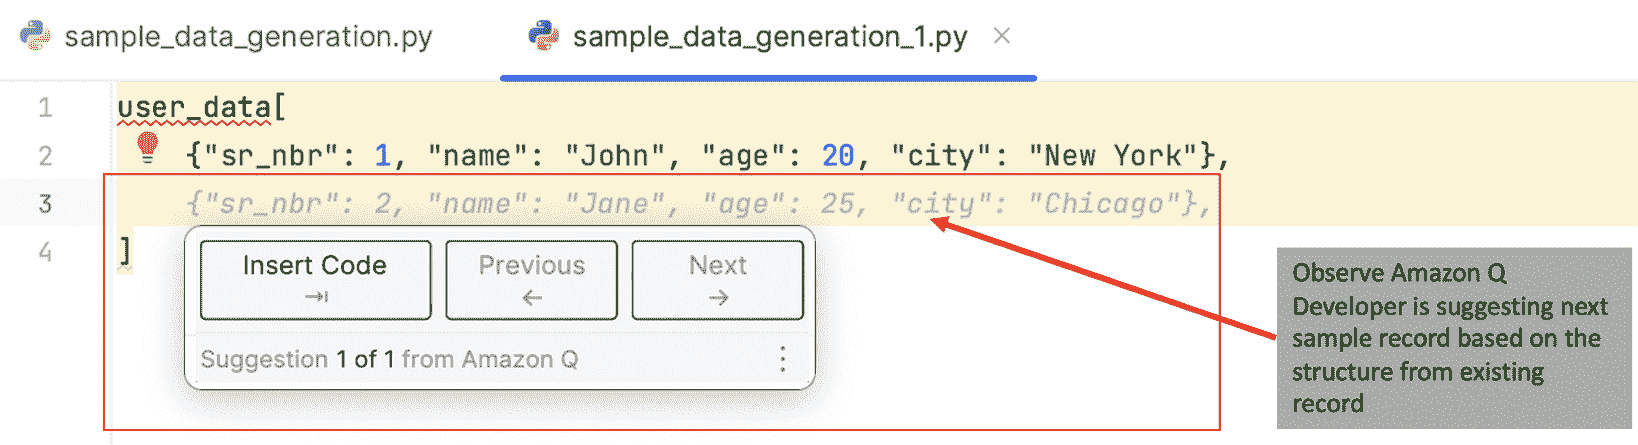 sample_data_generation.py
sample_data_generation_1.py
1 user_data[
2 {"sr_nbr": 1, "name": "John", "age": 20, "city": "New York"},
3 {"sr_nbr": 2, "name": "Jane", "age": 25, "city": "Chicago"},
4 ]
Insert Code
Previous
Next
Suggestion 1 of 1 from Amazon Q
Observe Amazon Q
Developer is suggesting next
sample record based on the
structure from existing
record